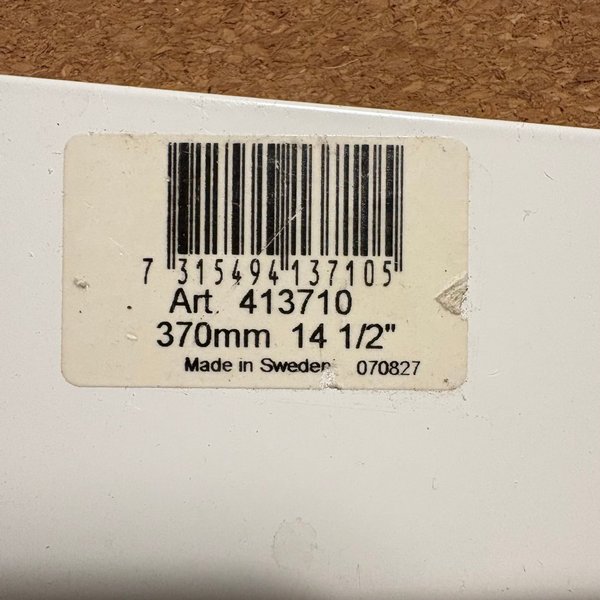 7 315494 137105
Art. 413710
370mm 14 1/2"
Made in Sweden 070827